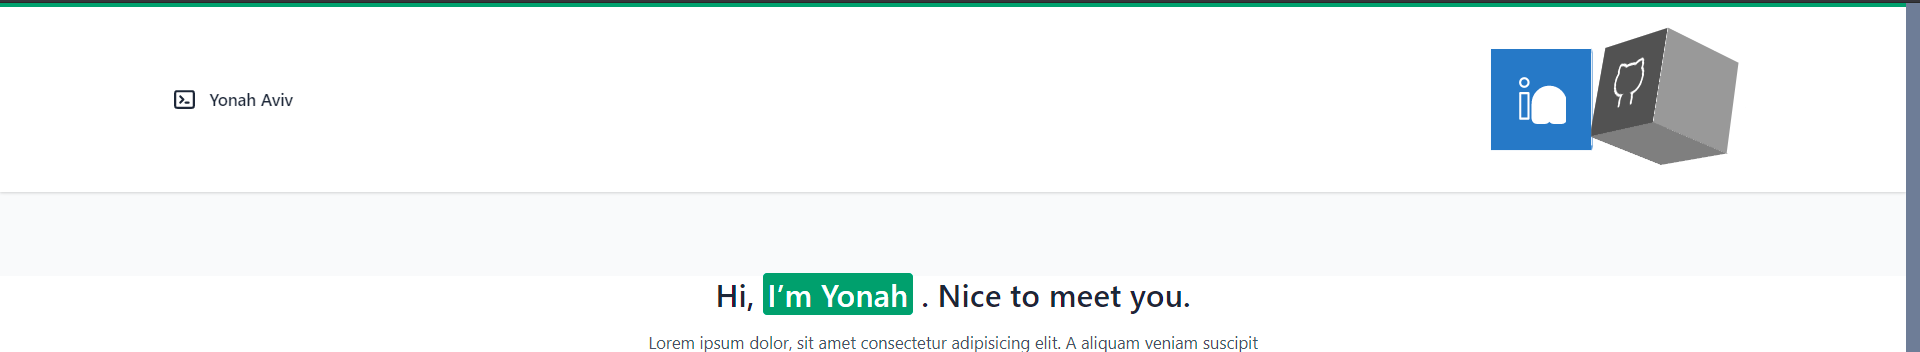 Yonah Aviv
in
Hi, I’m Yonah . Nice to meet you.
Lorem ipsum dolor, sit amet consectetur adipisicing elit. A aliquam veniam suscipit